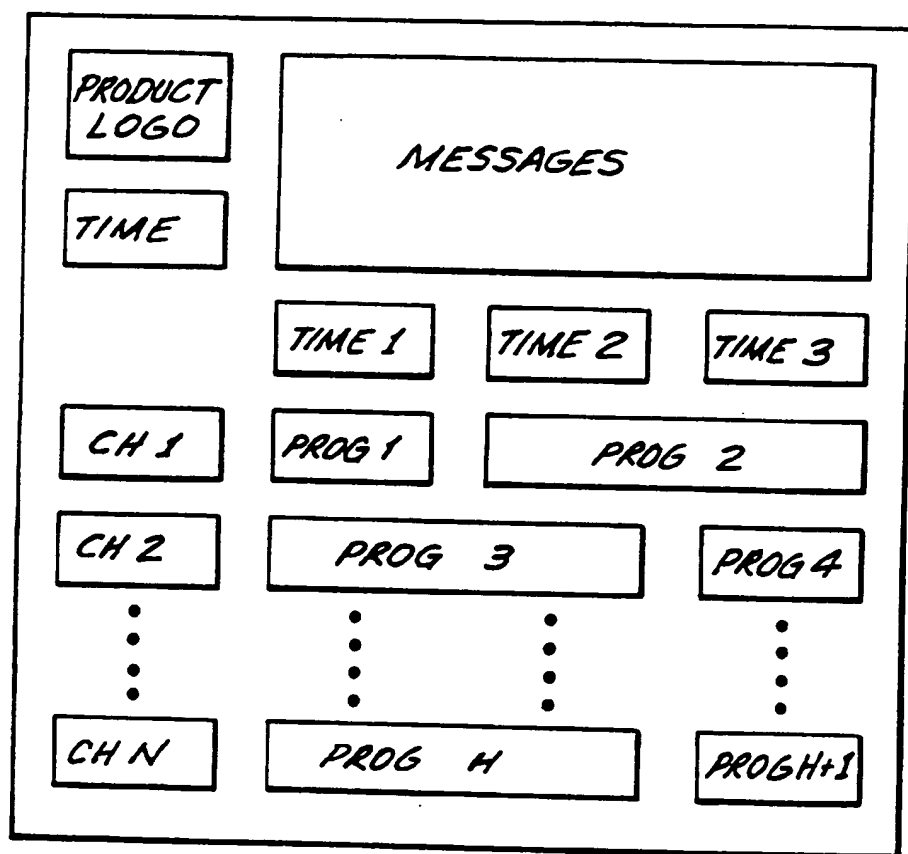 PRODUCT
LOGO
MESSAGES
TIME
TIME 1
TIME 2
TIME 3
CH 1
PROG 1
PROG 2
CH 2
PROG 3
PROG 4
CH N
PROG H
PROG H+1